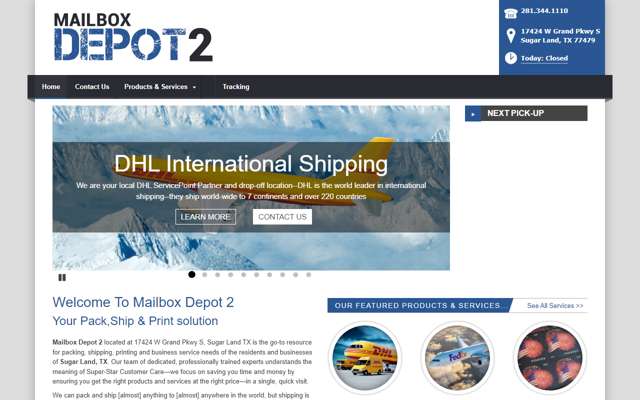 MAILBOX
DEPOT 2
281.344.1110
17424 W Grand Pkwy S
Sugar Land, TX 77479
Today: Closed
Home
Contact Us
Products & Services
Tracking
DHL International Shipping
We are your local DHL ServicePoint Partner and drop-off location--DHL is the world leader in international
shipping--they ship world-wide to 7 continents and over 220 countries
LEARN MORE
CONTACT US
NEXT PICK-UP
Welcome To Mailbox Depot 2
Your Pack,Ship & Print solution
Mailbox Depot 2 located at 17424 W Grand Pkwy S, Sugar Land TX is the go-to resource
for packing, shipping, printing and business service needs of the residents and businesses
of Sugar Land, TX. Our team of dedicated, professionally trained experts understands the
meaning of Super-Star Customer Care—we focus on saving you time and money by
ensuring you get the right products and services at the right price—in a single, quick visit.
We can pack and ship [almost] anything to [almost] anywhere in the world, but shipping is
OUR FEATURED PRODUCTS & SERVICES...
See All Services >>
DHL
FedEx